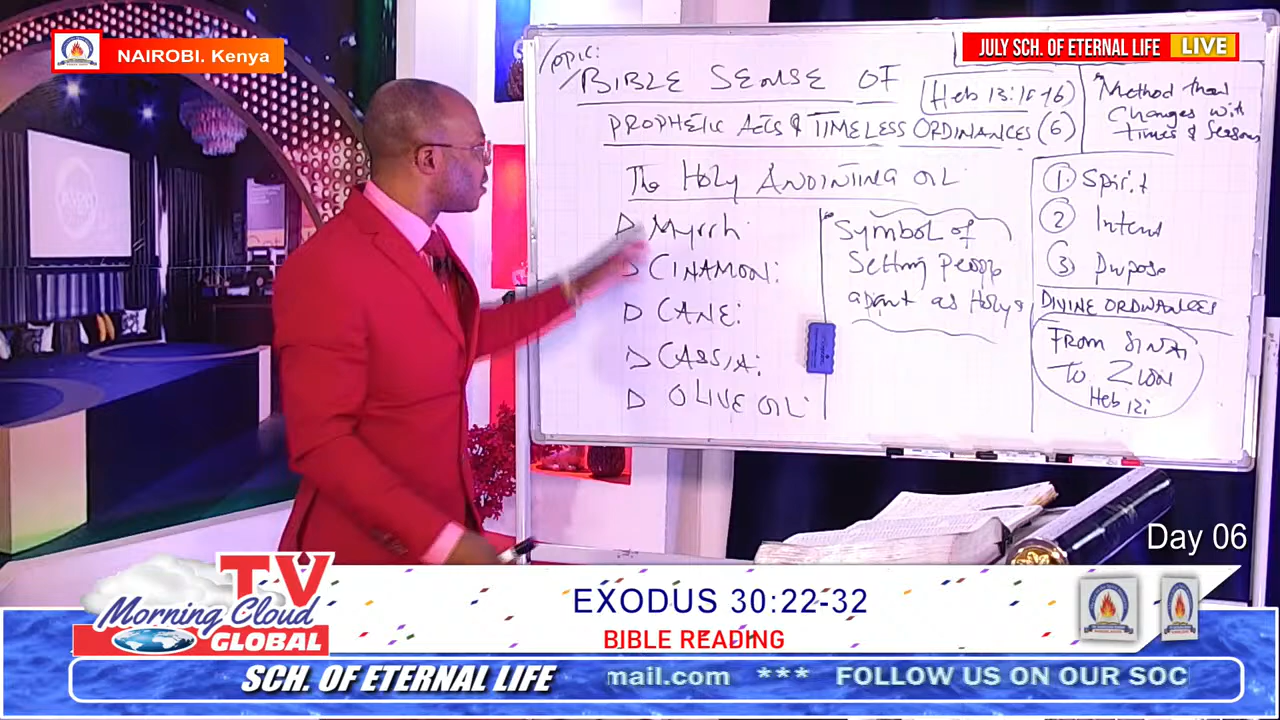 NAIROBI. Kenya
JULY SCH. OF ETERNAL LIFE LIVE
Topic:
BIBLE SENSE OF
Heb 13:10-16
PROPHETIC ACTS & TIMELESS ORDINANCES (6)
The HOLY ANOINTING OIL
Myrrh
CINAMON:
CANE:
CASSIA:
OLIVE OIL
Symbol of
Setting People
apart as Holy
Method that
Changes with
times & Seasons
1 Spirit
2 Intent
3 Purpose
DIVINE ORDINANCES
FROM SINAI
TO ZION
Heb 12:
Day 06
TV
Morning Cloud
GLOBAL
EXODUS 30:22-32
BIBLE READING
SCH. OF ETERNAL LIFE
mail.com *** FOLLOW US ON OUR SOC